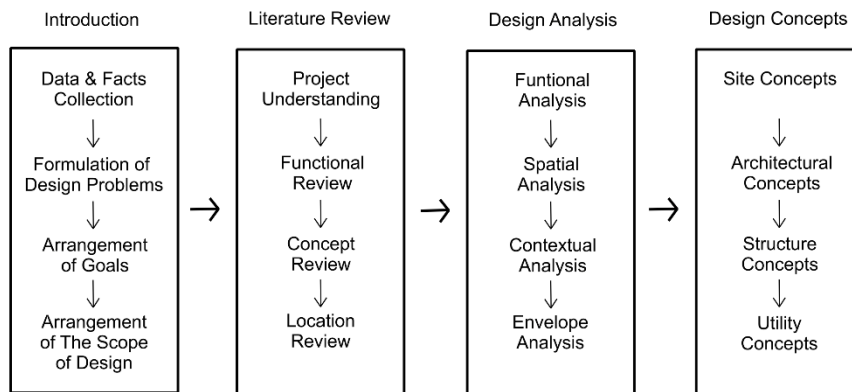 Introduction
Data & Facts
Collection
Formulation of
Design Problems
Arrangement
of Goals
Arrangement
of The Scope
of Design
Literature Review
Project
Understanding
Functional
Review
Concept
Review
Location
Review
Design Analysis
Funtional
Analysis
Spatial
Analysis
Contextual
Analysis
Envelope
Analysis
Design Concepts
Site Concepts
Architectural
Concepts
Structure
Concepts
Utility
Concepts